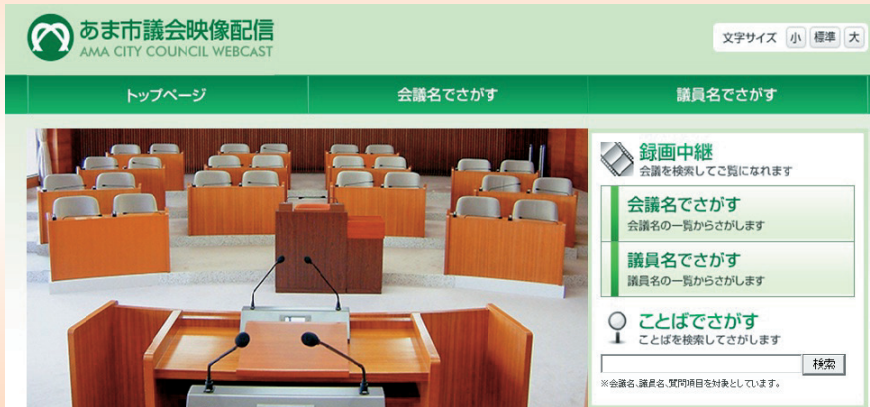 あま市議会映像配信
AMA CITY COUNCIL WEBCAST
文字サイズ 小 標準 大
トップページ 会議名でさがす 議員名でさがす
録画中継
会議を検索してご覧になれます
会議名でさがす
会議名の一覧からさがします
議員名でさがす
議員名の一覧からさがします
ことばでさがす
ことばを検索してさがします
検索
※会議名、議員名、質問項目を対象としています。